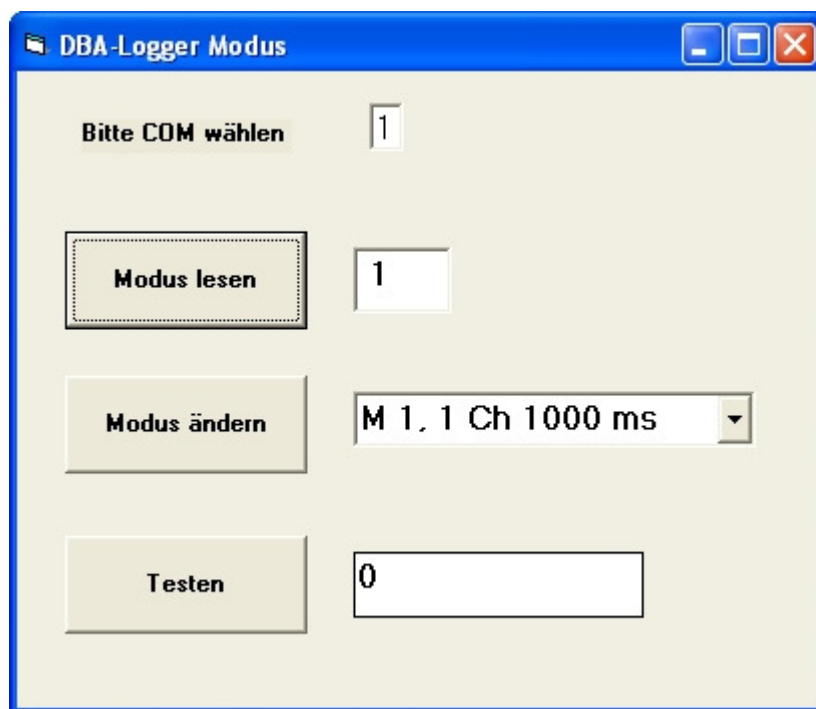 DBA-Logger Modus
Bitte COM wählen 1
Modus lesen 1
Modus ändern M 1, 1 Ch 1000 ms
Testen 0